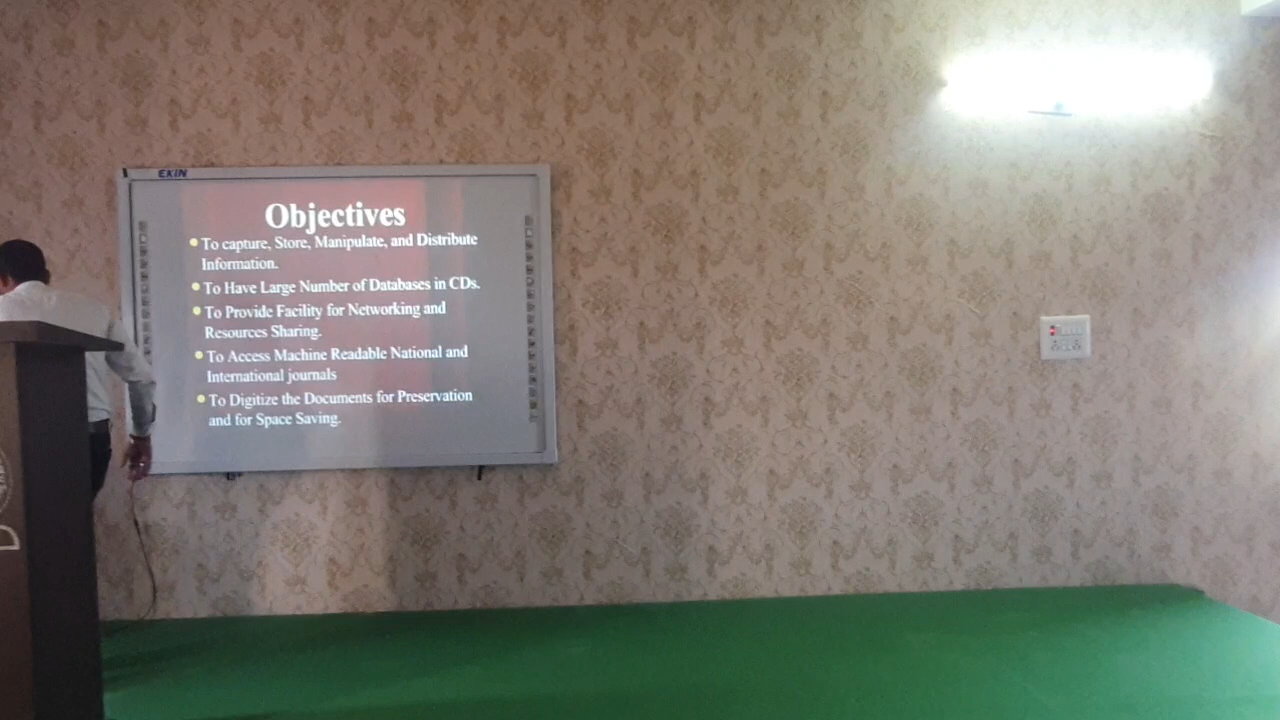 EKIN
Objectives
To capture, Store, Manipulate, and Distribute
Information.
To Have Large Number of Databases in CDs.
To Provide Facility for Networking and
Resources Sharing.
To Access Machine Readable National and
International journals
To Digitize the Documents for Preservation
and for Space Saving.